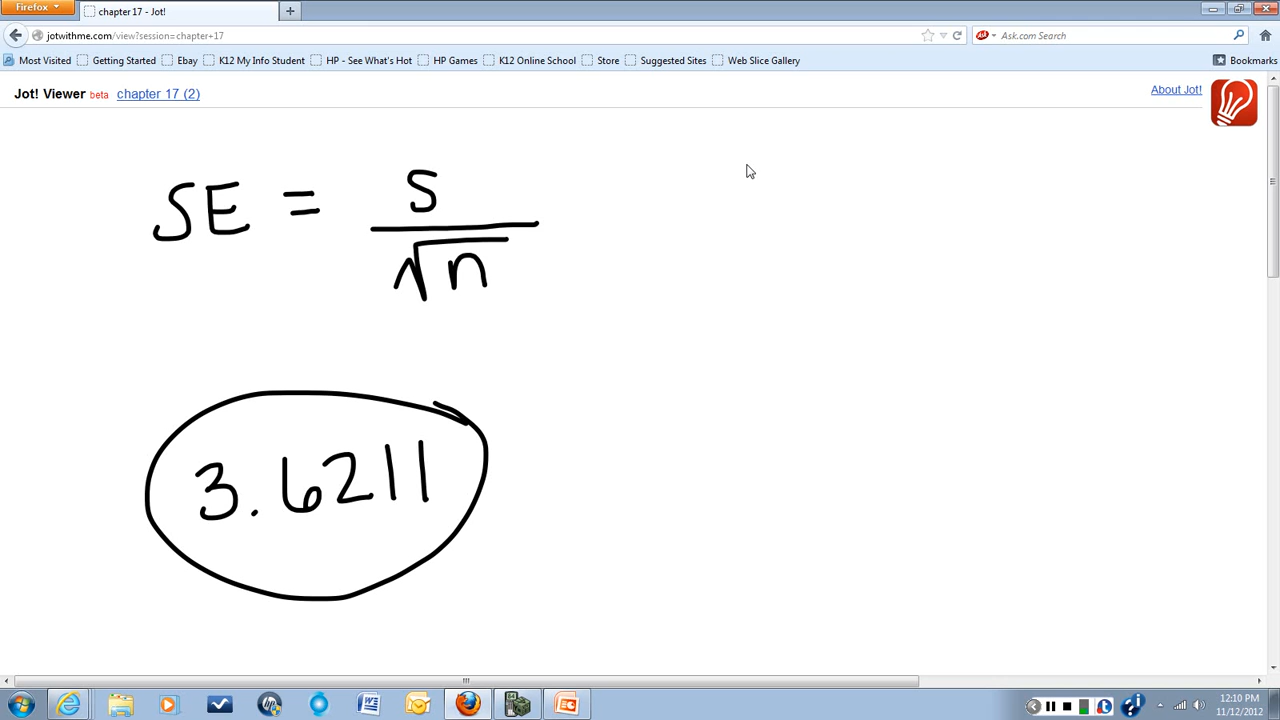 Firefox
chapter 17 - Jot!
jotwithme.com/view?session=chapter+17
Ask.com Search
Most Visited Getting Started Ebay K12 My Info Student HP - See What's Hot HP Games K12 Online School Store Suggested Sites Web Slice Gallery Bookmarks
Jot! Viewer beta chapter 17 (2) About Jot!
SE = s
√n
3.6211
12:10 PM
11/12/2012